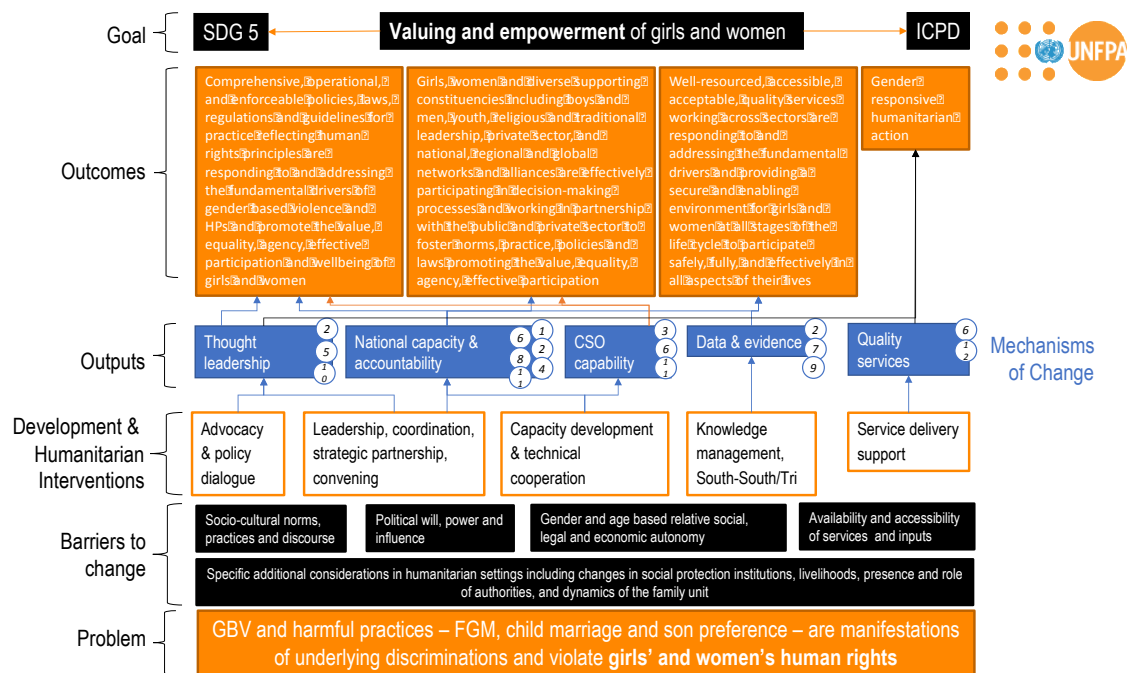 Goal
SDG 5
Valuing and empowerment of girls and women
ICPD
UNFPA
Outcomes
Comprehensive, operational,
and enforceable policies, laws,
regulations and guidelines for
practice reflecting human
rights principles are
responding to and addressing
the fundamental drivers of
gender based violence and
HPs and promote the value,
equality, agency, effective
participation and wellbeing of
girls and women
Girls, women and diverse supporting
constituencies including boys and
men, youth, religious and traditional
leadership, private sector, and
national, regional and global
networks and alliances are effectively
participating in decision-making
processes and working in partnership
with the public and private sector to
foster norms, practice, policies and
laws promoting the value, equality,
agency, effective participation
Well-resourced, accessible,
acceptable, quality services
working across sectors are
responding to and
addressing the fundamental
drivers and providing a
secure and enabling
environment for girls and
women at all stages of the
life cycle to participate
safely, fully, and effectively in
all aspects of their lives
Gender
responsive
humanitarian
action
Outputs
Thought
leadership
2
5
10
National capacity &
accountability
6
8
11
1
2
4
CSO
capability
3
6
11
Data & evidence
2
7
9
Quality
services
6
12
Mechanisms
of Change
Development &
Humanitarian
Interventions
Advocacy
& policy
dialogue
Leadership, coordination,
strategic partnership,
convening
Capacity development
& technical
cooperation
Knowledge
management,
South-South/Tri
Service delivery
support
Barriers to
change
Socio-cultural norms,
practices and discourse
Political will, power and
influence
Gender and age based relative social,
legal and economic autonomy
Availability and accessibility
of services and inputs
Specific additional considerations in humanitarian settings including changes in social protection institutions, livelihoods, presence and role
of authorities, and dynamics of the family unit
Problem
GBV and harmful practices – FGM, child marriage and son preference – are manifestations
of underlying discriminations and violate girls' and women's human rights